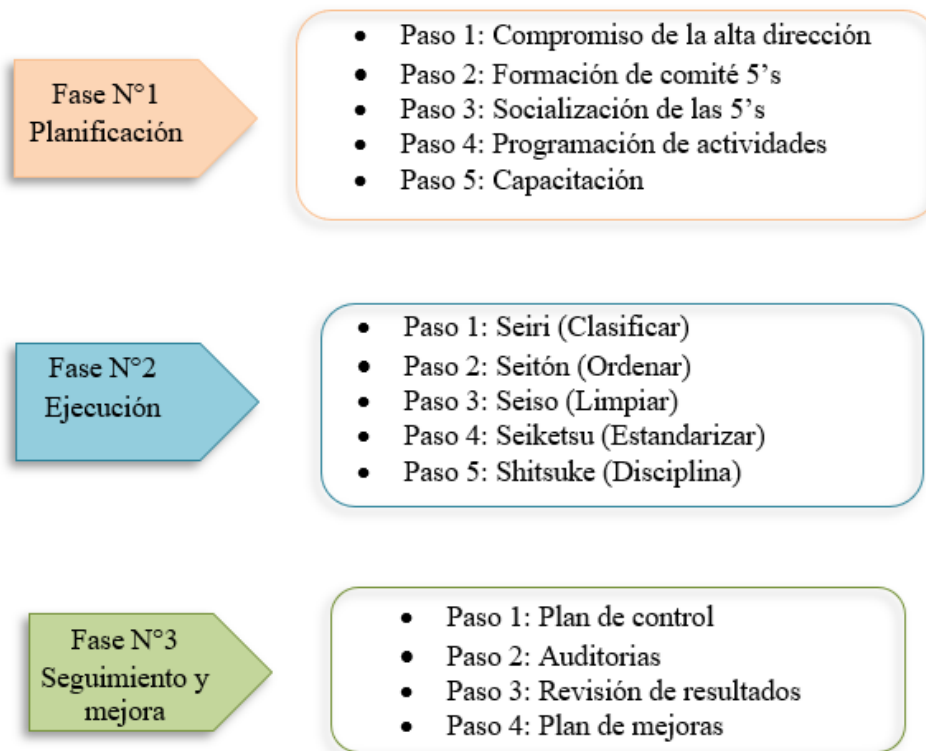 Fase N°1
Planificación
• Paso 1: Compromiso de la alta dirección
• Paso 2: Formación de comité 5's
• Paso 3: Socialización de las 5's
• Paso 4: Programación de actividades
• Paso 5: Capacitación
Fase N°2
Ejecución
• Paso 1: Seiri (Clasificar)
• Paso 2: Seitón (Ordenar)
• Paso 3: Seiso (Limpiar)
• Paso 4: Seiketsu (Estandarizar)
• Paso 5: Shitsuke (Disciplina)
Fase N°3
Seguimiento y
mejora
• Paso 1: Plan de control
• Paso 2: Auditorias
• Paso 3: Revisión de resultados
• Paso 4: Plan de mejoras